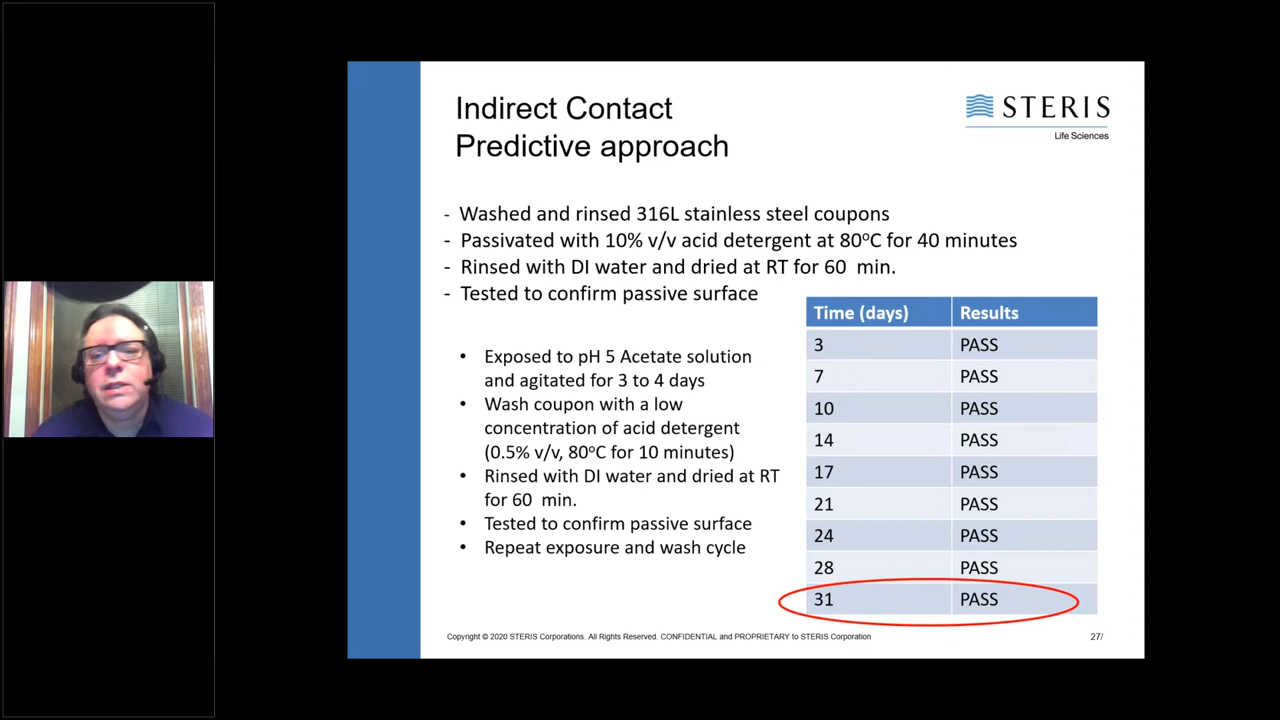 Indirect Contact
Predictive approach
STERIS
Life Sciences
- Washed and rinsed 316L stainless steel coupons
- Passivated with 10% v/v acid detergent at 80°C for 40 minutes
- Rinsed with DI water and dried at RT for 60 min.
- Tested to confirm passive surface
• Exposed to pH 5 Acetate solution
and agitated for 3 to 4 days
• Wash coupon with a low
concentration of acid detergent
(0.5% v/v, 80°C for 10 minutes)
• Rinsed with DI water and dried at RT
for 60 min.
• Tested to confirm passive surface
• Repeat exposure and wash cycle
Time (days) Results
3 PASS
7 PASS
10 PASS
14 PASS
17 PASS
21 PASS
24 PASS
28 PASS
31 PASS
Copyright © 2020 STERIS Corporations. All Rights Reserved. CONFIDENTIAL and PROPRIETARY to STERIS Corporation
27/